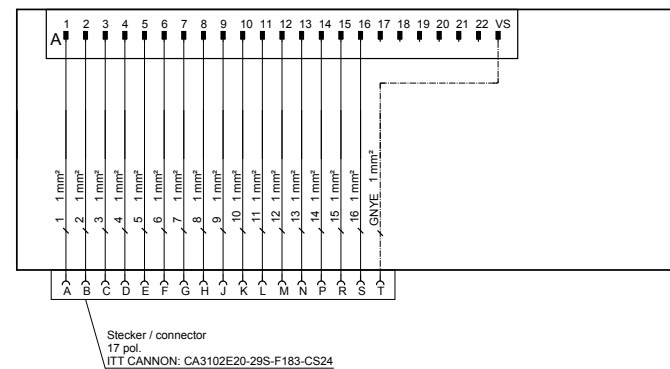 1 2 3 4 5 6 7 8 9 10 11 12 13 14 15 16 17 18 19 20 21 22 VS
A
1 1 mm²
2 1 mm²
3 1 mm²
4 1 mm²
5 1 mm²
6 1 mm²
7 1 mm²
8 1 mm²
9 1 mm²
10 1 mm²
11 1 mm²
12 1 mm²
13 1 mm²
14 1 mm²
15 1 mm²
16 1 mm²
GNYE 1 mm²
A B C D E F G H J K L M N P R S T
Stecker / connector
17 pol.
ITT CANNON: CA3102E20-29S-F183-CS24